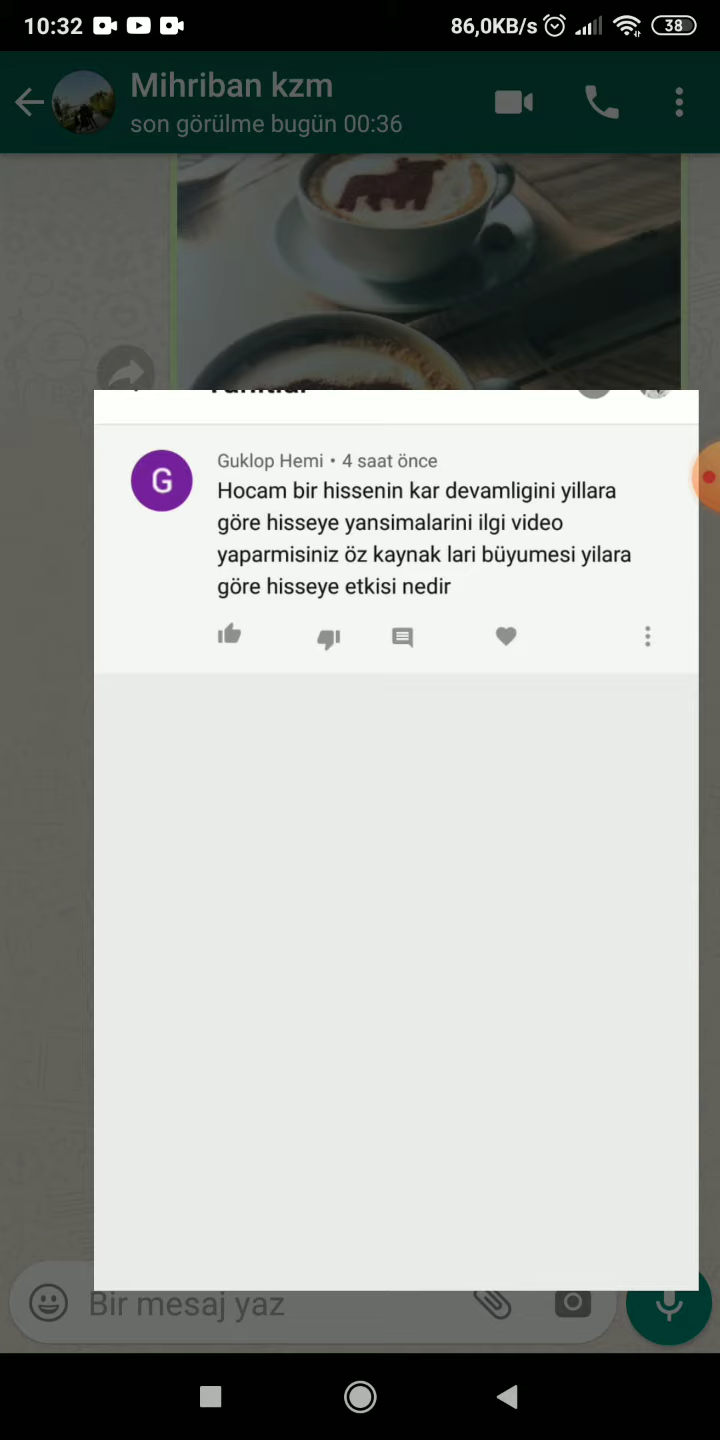 10:32
86,0KB/s
38
Mihriban kzm
son görülme bugün 00:36
G
Guklop Hemi • 4 saat önce
Hocam bir hissenin kar devamligini yillara
göre hisseye yansimalarini ilgi video
yaparmisiniz öz kaynak lari büyumesi yilara
göre hisseye etkisi nedir
Bir mesaj yaz